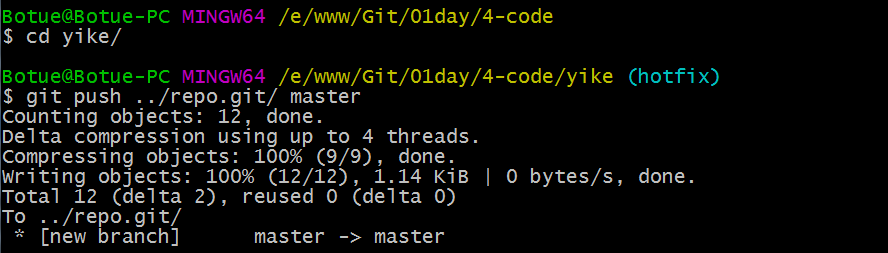 Botue@Botue-PC MINGW64 /e/www/Git/01day/4-code
$ cd yike/
Botue@Botue-PC MINGW64 /e/www/Git/01day/4-code/yike (hotfix)
$ git push ../repo.git/ master
Counting objects: 12, done.
Delta compression using up to 4 threads.
Compressing objects: 100% (9/9), done.
Writing objects: 100% (12/12), 1.14 KiB | 0 bytes/s, done.
Total 12 (delta 2), reused 0 (delta 0)
To ../repo.git/
 * [new branch]      master -> master